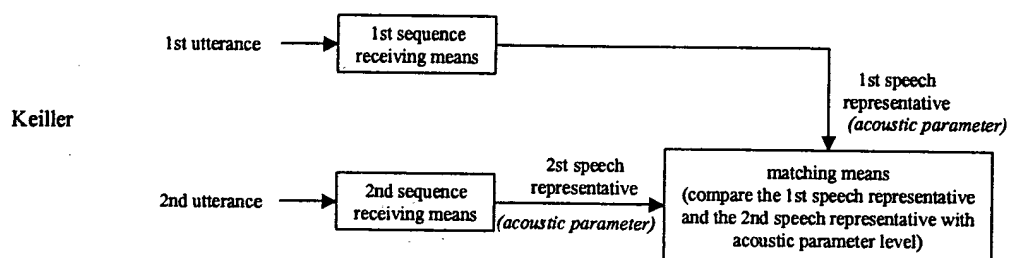 Keiller
1st utterance
1st sequence
receiving means
1st speech
representative
(acoustic parameter)
2nd utterance
2nd sequence
receiving means
2st speech
representative
(acoustic parameter)
matching means
(compare the 1st speech representative
and the 2nd speech representative with
acoustic parameter level)